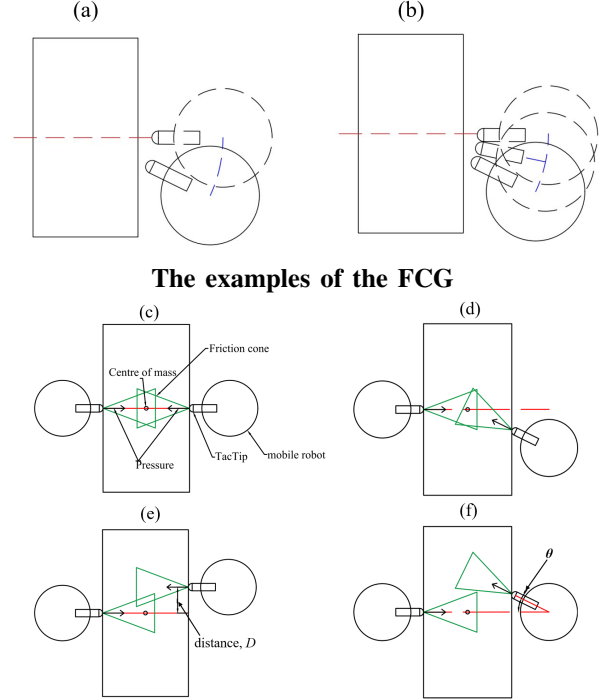 (a) (b)
The examples of the FCG
(c) (d)
Friction cone
Centre of mass
Pressure
TacTip
mobile robot
(e) (f)
θ
distance, D